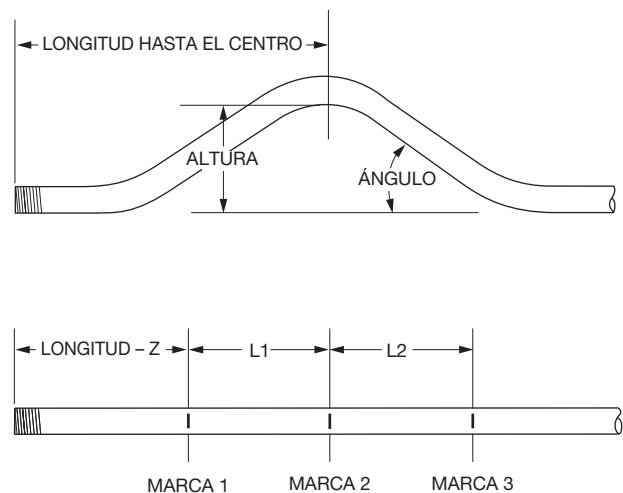 LONGITUD HASTA EL CENTRO
ALTURA
ÁNGULO
LONGITUD – Z
L1
L2
MARCA 1
MARCA 2
MARCA 3